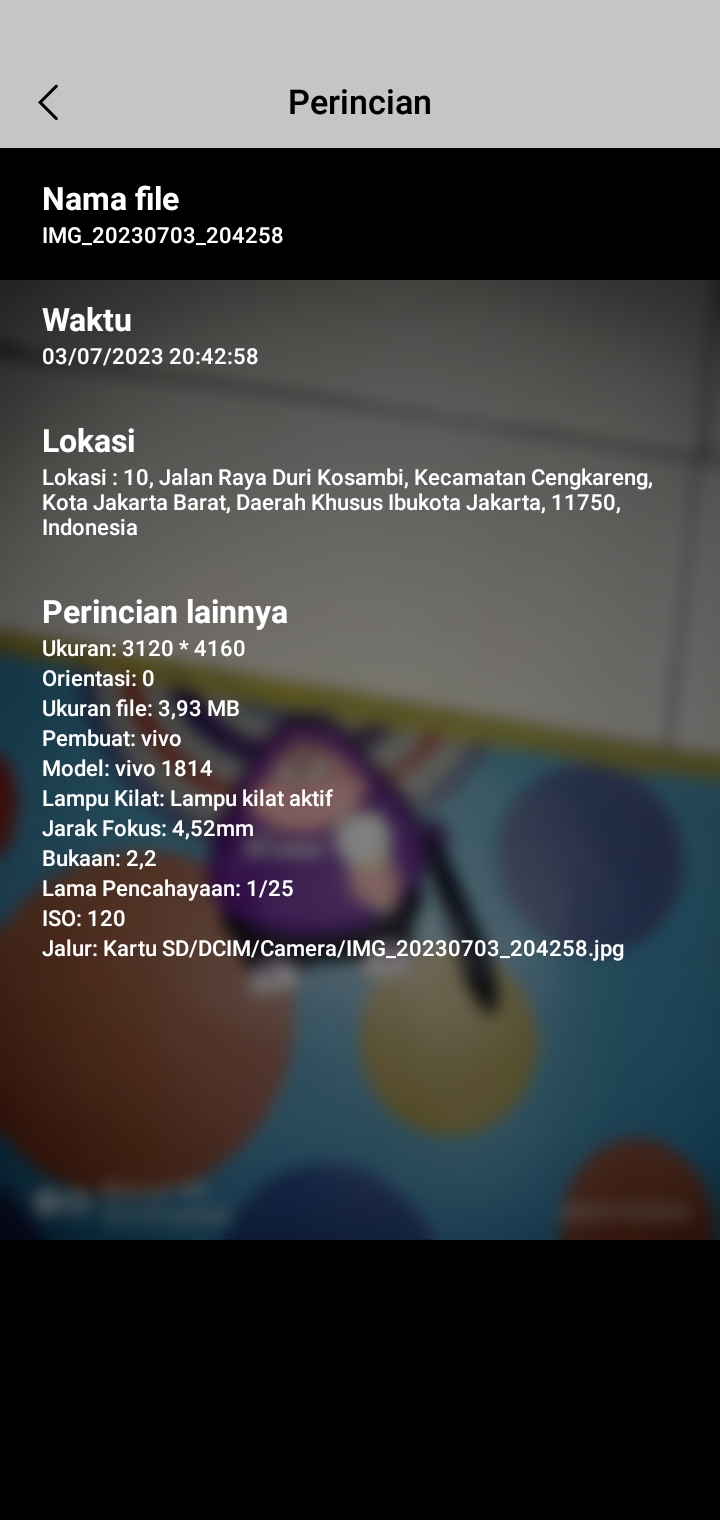 Perincian
Nama file
IMG_20230703_204258
Waktu
03/07/2023 20:42:58
Lokasi
Lokasi : 10, Jalan Raya Duri Kosambi, Kecamatan Cengkareng,
Kota Jakarta Barat, Daerah Khusus Ibukota Jakarta, 11750,
Indonesia
Perincian lainnya
Ukuran: 3120 * 4160
Orientasi: 0
Ukuran file: 3,93 MB
Pembuat: vivo
Model: vivo 1814
Lampu Kilat: Lampu kilat aktif
Jarak Fokus: 4,52mm
Bukaan: 2,2
Lama Pencahayaan: 1/25
ISO: 120
Jalur: Kartu SD/DCIM/Camera/IMG_20230703_204258.jpg